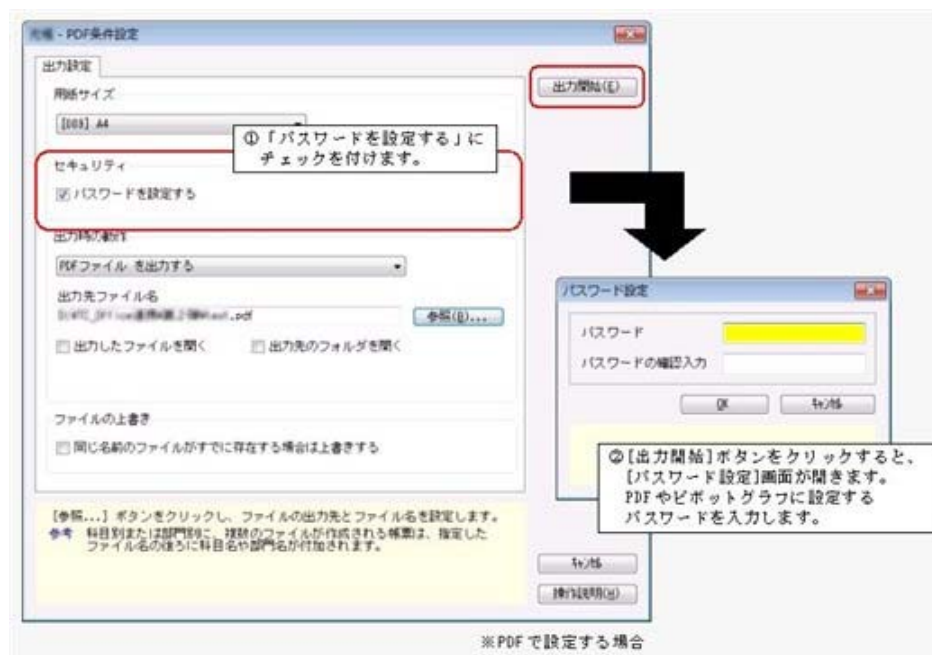 - PDF条件設定
出力設定
出力開始(E)
用紙サイズ
[009] A4
①「パスワードを設定する」に
チェックを付けます。
セキュリティ
パスワードを設定する
出力時の動作
PDFファイル を出力する
出力先ファイル名
.pdf
参照(B)...
出力したファイルを開く
出力先のフォルダを開く
ファイルの上書き
同じ名前のファイルがすでに存在する場合は上書きする
パスワード設定
パスワード
パスワードの確認入力
OK
キャンセル
②[出力開始]ボタンをクリックすると、
[パスワード設定]画面が開きます。
PDFやピボットグラフに設定する
パスワードを入力します。
[参照...] ボタンをクリックし、ファイルの出力先とファイル名を設定します。
参考 科目別または部門別に、複数のファイルが作成される帳票は、指定した
ファイル名の後ろに科目名や部門名が付加されます。
キャンセル
操作説明(H)
※PDFで設定する場合